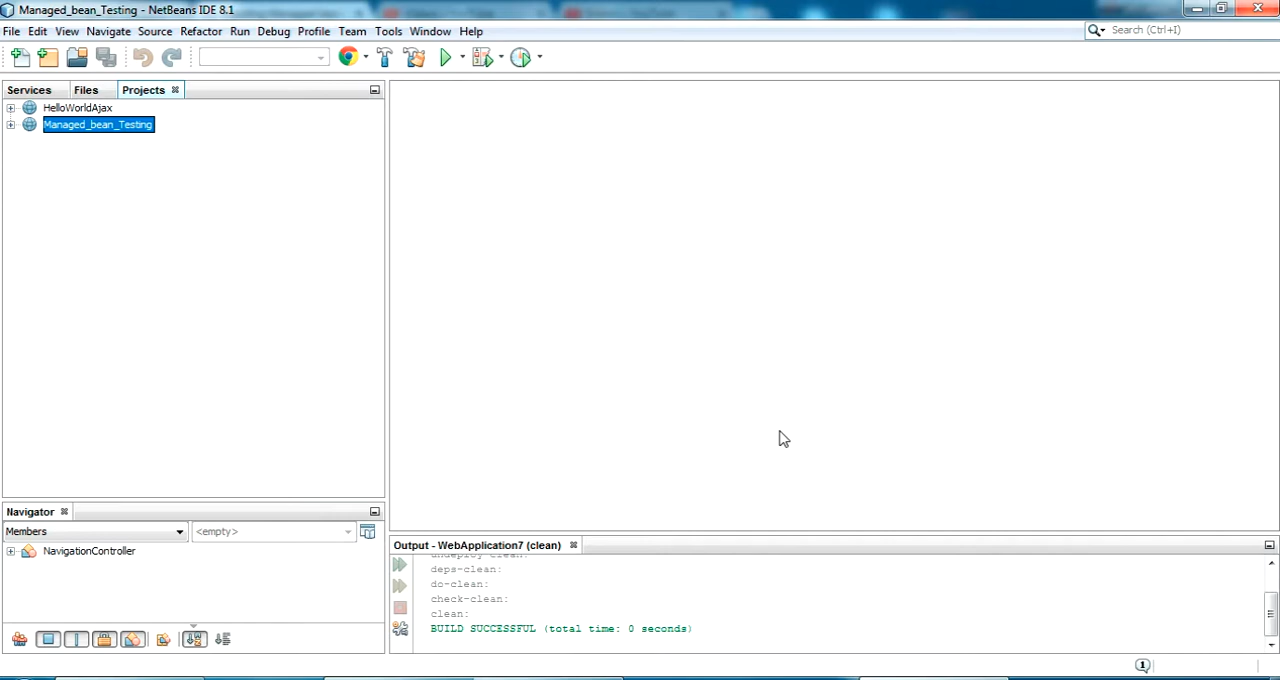 Managed_bean_Testing - NetBeans IDE 8.1
File Edit View Navigate Source Refactor Run Debug Profile Team Tools Window Help
Search (Ctrl+I)
Services Files Projects
HelloWorldAjax
Managed_bean_Testing
Navigator
Members <empty>
NavigationController
Output - WebApplication7 (clean)
deps-clean:
do-clean:
check-clean:
clean:
BUILD SUCCESSFUL (total time: 0 seconds)
1